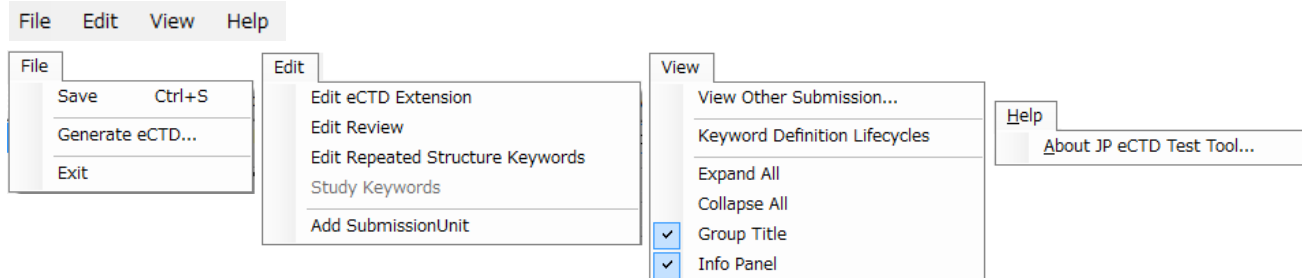 File Edit View Help
File
Save Ctrl+S
Generate eCTD...
Exit
Edit
Edit eCTD Extension
Edit Review
Edit Repeated Structure Keywords
Study Keywords
Add SubmissionUnit
View
View Other Submission...
Keyword Definition Lifecycles
Expand All
Collapse All
Group Title
Info Panel
Help
About JP eCTD Test Tool...